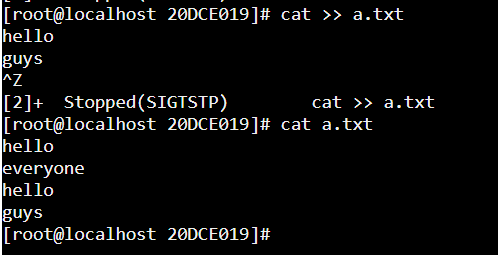 [root@localhost 20DCE019]# cat >> a.txt
hello
guys
^Z
[2]+  Stopped(SIGTSTP)        cat >> a.txt
[root@localhost 20DCE019]# cat a.txt
hello
everyone
hello
guys
[root@localhost 20DCE019]#